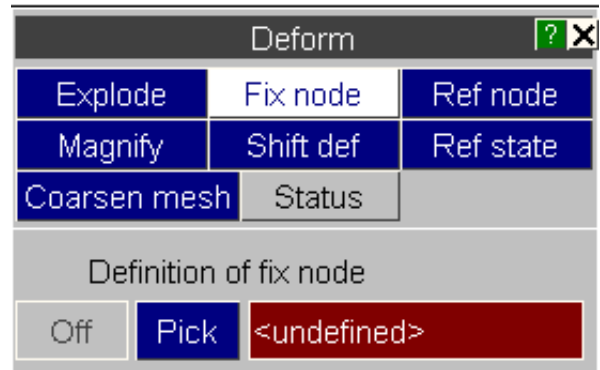 Deform ? X
Explode Fix node Ref node
Magnify Shift def Ref state
Coarsen mesh Status
Definition of fix node
Off Pick <undefined>